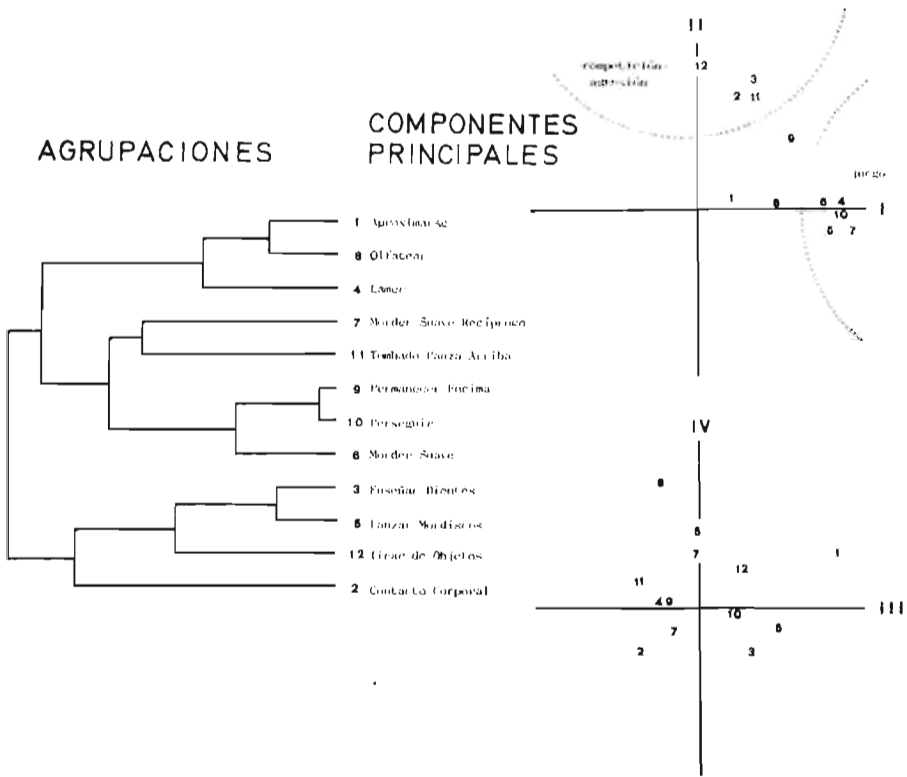 AGRUPACIONES
COMPONENTES
PRINCIPALES
1 Aproximarse
8 Olfatear
4 Lamer
7 Morder Suave Recíproco
11 Tumbado Panza Arriba
9 Permanecer Encima
10 Perseguir
6 Morder Suave
3 Enseñar Dientes
5 Lanzar Mordiscos
12 Tirar de Objetos
2 Contacto Corporal
II
competición
agresión
12
3
2 11
9
juego
1 8 6 4
I
10
5 7
IV
8
6
7 1
12
11
4 9
III
10
7 5
2 3